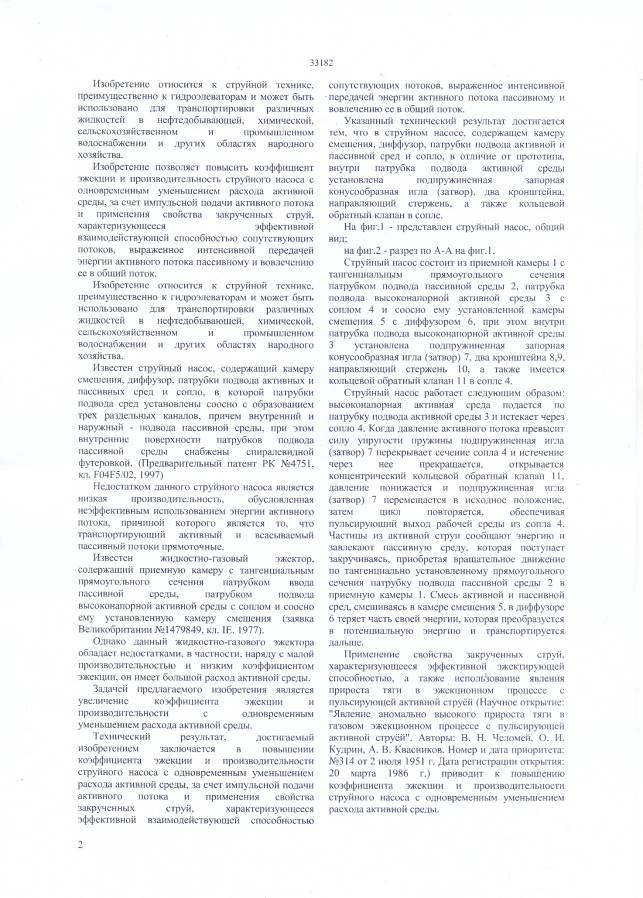 33182
Изобретение относится к струйной технике,
преимущественно к гидроэлеваторам и может быть
использовано для транспортировки различных
жидкостей в нефтедобывающей, химической,
сельскохозяйственном и промышленном
водоснабжении и других областях народного
хозяйства.
Изобретение позволяет повысить коэффициент
эжекции и производительность струйного насоса с
одновременным уменьшением расхода активной
среды, за счет импульсной подачи активного потока
и применения свойства закрученных струй,
характеризующееся эффективной
взаимодействующей способностью сопутствующих
потоков, выраженное интенсивной передачей
энергии активного потока пассивному и вовлечению
ее в общий поток.
Изобретение относится к струйной технике,
преимущественно к гидроэлеваторам и может быть
использовано для транспортировки различных
жидкостей в нефтедобывающей, химической,
сельскохозяйственном и промышленном
водоснабжении и других областях народного
хозяйства.
Известен струйный насос, содержащий камеру
смешения, диффузор, патрубки подвода активных и
пассивных сред и сопло, в которой патрубки
подвода сред установлены соосно с образованием
трех раздельных каналов, причем внутренний и
наружный - подвода пассивной среды, при этом
внутренние поверхности патрубков подвода
пассивной среды снабжены спиралевидной
футеровкой. (Предварительный патент РК №4751,
кл. F04F5/02, 1997)
Недостатком данного струйного насоса является
низкая производительность, обусловленная
неэффективным использованием энергии активного
потока, причиной которого является то, что
транспортирующий активный и всасываемый
пассивный потоки прямоточные.
Известен жидкостно-газовый эжектор,
содержащий приемную камеру с тангенциальным
прямоугольного сечения патрубком ввода
пассивной среды, патрубком подвода
высоконапорной активной среды с соплом и соосно
ему установленную камеру смешения (заявка
Великобритании №1479849, кл. IE. 1977).
Однако данный жидкостно-газового эжектора
обладает недостатками, в частности, наряду с малой
производительностью и низким коэффициентом
эжекции, он имеет большой расход активной среды.
Задачей предлагаемого изобретения является
увеличение коэффициента эжекции и
производительности с одновременным
уменьшением расхода активной среды.
Технический результат, достигаемый
изобретением заключается в повышении
коэффициента эжекции и производительности
струйного насоса с одновременным уменьшением
расхода активной среды, за счет импульсной подачи
активного потока и применения свойства
закрученных струй, характеризующееся
эффективной взаимодействующей способностью
сопутствующих потоков, выраженное интенсивной
передачей энергии активного потока пассивному и
вовлечению ее в общий поток.
Указанный технический результат достигается
тем, что в струйном насосе, содержащем камеру
смешения, диффузор, патрубки подвода активной и
пассивной сред и сопло, в отличие от прототипа,
внутри патрубка подвода активной среды
установлена подпружиненная запорная
конусообразная игла (затвор), два кронштейна,
направляющий стержень, а также кольцевой
обратный клапан в сопле.
На фиг.1 - представлен струйный насос, общий
вид;
на фиг.2 - разрез по А-А на фиг.1.
Струйный насос состоит из приемной камеры 1 с
тангенциальным прямоугольного сечения
патрубком подвода пассивной среды 2, патрубка
подвода высоконапорной активной среды 3 с
соплом 4 и соосно ему установленной камеры
смешения 5 с диффузором 6, при этом внутри
патрубка подвода высоконапорной активной среды
3 установлена подпружиненная запорная
конусообразная игла (затвор) 7, два кронштейна 8,9,
направляющий стержень 10, а также имеется
кольцевой обратный клапан 11 в сопле 4.
Струйный насос работает следующим образом:
высоконапорная активная среда подается по
патрубку подвода активной среды 3 и истекает через
сопло 4. Когда давление активного потока превысит
силу упругости пружины подпружиненная игла
(затвор) 7 перекрывает сечение сопла 4 и истечение
через нее прекращается, открывается
концентрический кольцевой обратный клапан 11,
давление понижается и подпружиненная игла
(затвор) 7 перемещается в исходное положение,
затем цикл повторяется, обеспечивая
пульсирующий выход рабочей среды из сопла 4.
Частицы из активной струи сообщают энергию и
завлекают пассивную среду, которая поступает
закручиваясь, приобретая вращательное движение
по тангенциально установленному прямоугольного
сечения патрубку подвода пассивной среды 2 в
приемную камеры 1. Смесь активной и пассивной
сред, смешиваясь в камере смешения 5, в диффузоре
6 теряет часть своей энергии, которая преобразуется
в потенциальную энергию и транспортируется
дальше.
Применение свойства закрученных струй,
характеризующееся эффективной эжектирующей
способностью, а также использование явления
прироста тяги в эжекционном процессе с
пульсирующей активной струёй (Научное открытие:
"Явление аномально высокого прироста тяги в
газовом эжекционном процессе с пульсирующей
активной струёй". Авторы: В. Н. Челомей, О. И.
Кудрин, А. В. Квасников. Номер и дата приоритета:
№314 от 2 июля 1951 г. Дата регистрации открытия:
20 марта 1986 г.) приводит к повышению
коэффициента эжекции и производительности
струйного насоса с одновременным уменьшением
расхода активной среды.
2